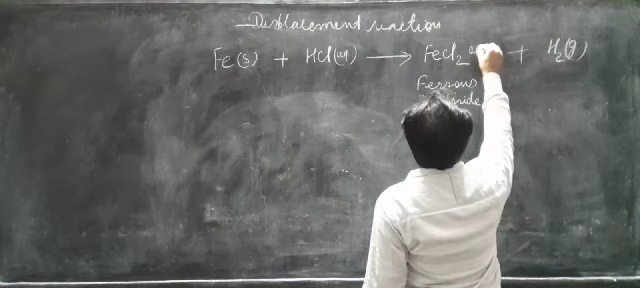 Displacement reaction
Fe(s) + HCl(aq) → FeCl₂ + H₂(g)
Ferrous